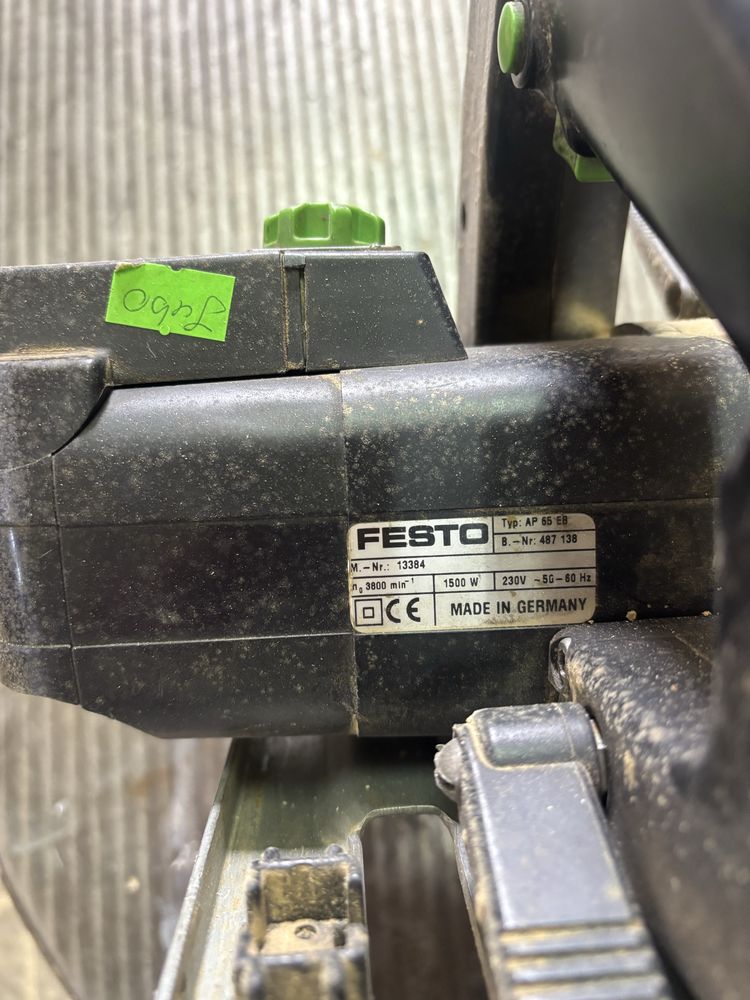 FESTO
Typ: AP 65 EB
B.-Nr: 487 138
M.-Nr.: 13384
n₀ 3800 min⁻¹ 1500 W 230V ~50-60 Hz
CE MADE IN GERMANY